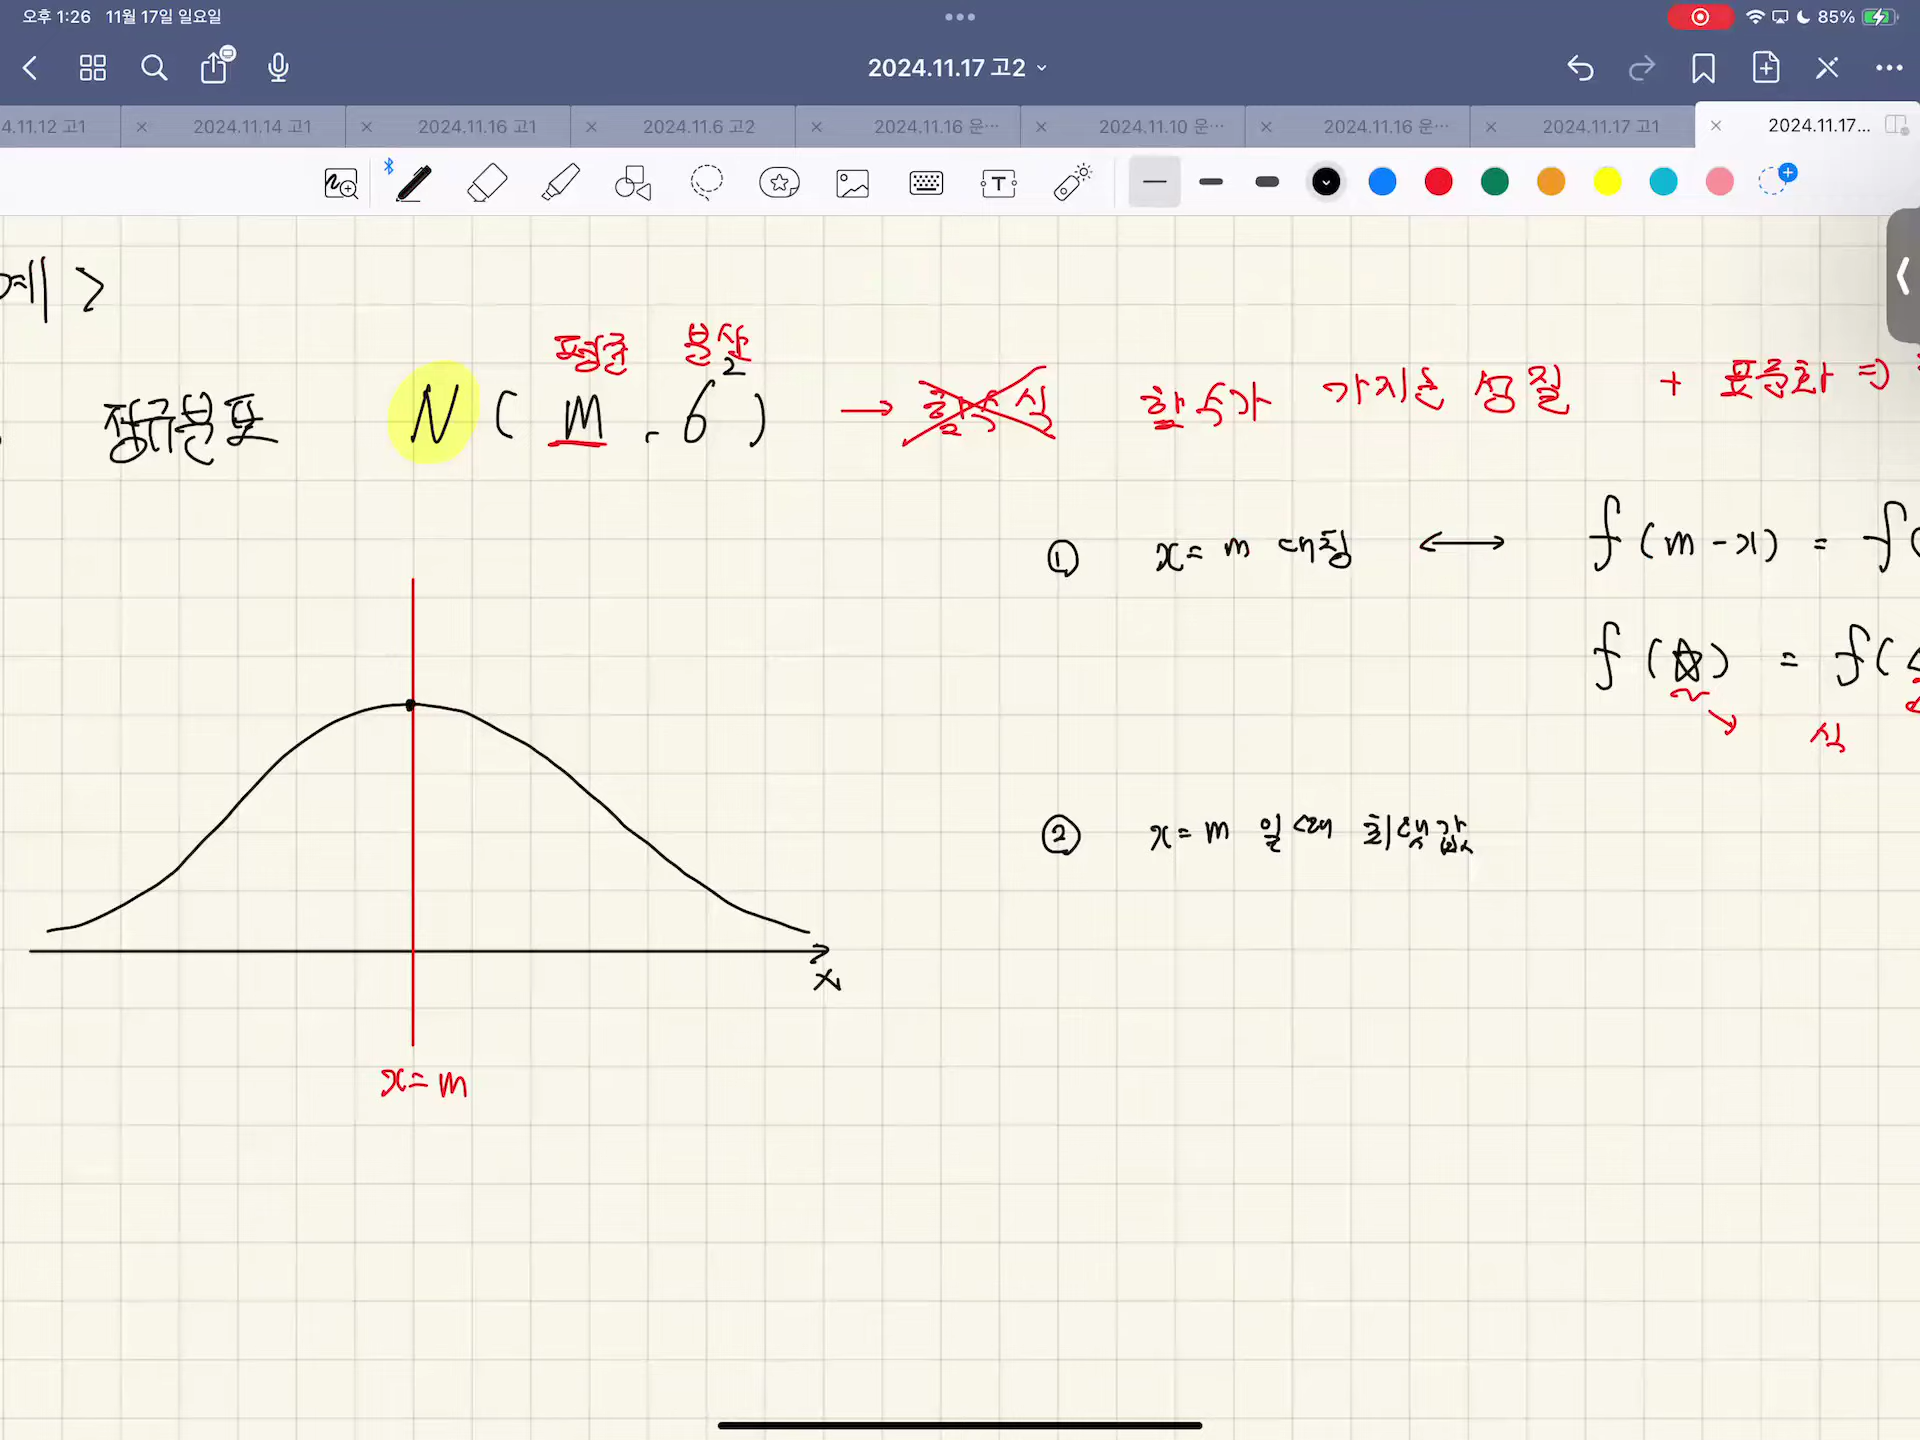 오후 1:26 11월 17일 일요일
85%
2024.11.17 고2
4.11.12 고1
2024.11.14 고1
2024.11.16 고1
2024.11.6 고2
2024.11.16 운…
2024.11.10 운…
2024.11.16 운…
2024.11.17 고1
2024.11.17...
예 >
평균 분산
정규분포 N ( m , σ² ) → 함수식 함수가 가지는 성질 + 표준화 =>
① x = m 대칭 ↔ f ( m - x ) = f (
f ( ☆ ) = f (
식
② x = m 일 때 최댓값
x
x = m